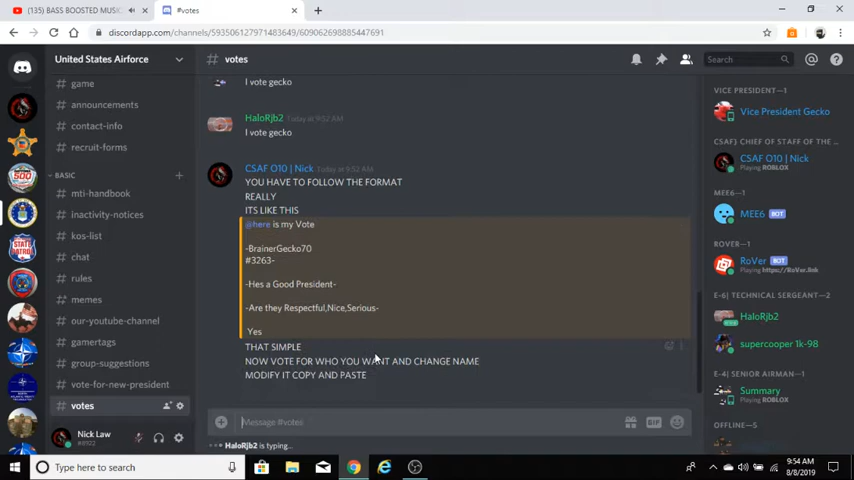 (135) BASS BOOSTED MUSIC
#votes
discordapp.com/channels/593506127971483649/609062698885447691
United States Airforce
# votes
Search
# game
# announcements
# contact-info
# recruit-forms
BASIC
# mti-handbook
# inactivity-notices
# kos-list
# chat
# rules
# memes
# our-youtube-channel
# gamertags
# group-suggestions
# vote-for-new-president
# votes
Nick Law
#8922
I vote gecko
HaloRjb2 Today at 9:52 AM
I vote gecko
CSAF O10 | Nick Today at 9:52 AM
YOU HAVE TO FOLLOW THE FORMAT
REALLY
ITS LIKE THIS
@here is my Vote
-BrainerGecko70
#3263-
-Hes a Good President-
-Are they Respectful,Nice,Serious-
Yes
THAT SIMPLE
NOW VOTE FOR WHO YOU WANT AND CHANGE NAME
MODIFY IT COPY AND PASTE
Message #votes
GIF
HaloRjb2 is typing...
VICE PRESIDENT—1
Vice President Gecko
CSAF} CHIEF OF STAFF OF THE ...
CSAF O10 | Nick
Playing ROBLOX
MEE6—1
MEE6 BOT
ROVER—1
RoVer BOT
Playing https://RoVer.link
E-6| TECHNICAL SERGEANT—2
HaloRjb2
supercooper 1k-98
E-4| SENIOR AIRMAN—1
Summary
Playing ROBLOX
OFFLINE—5
Type here to search
9:54 AM
8/8/2019